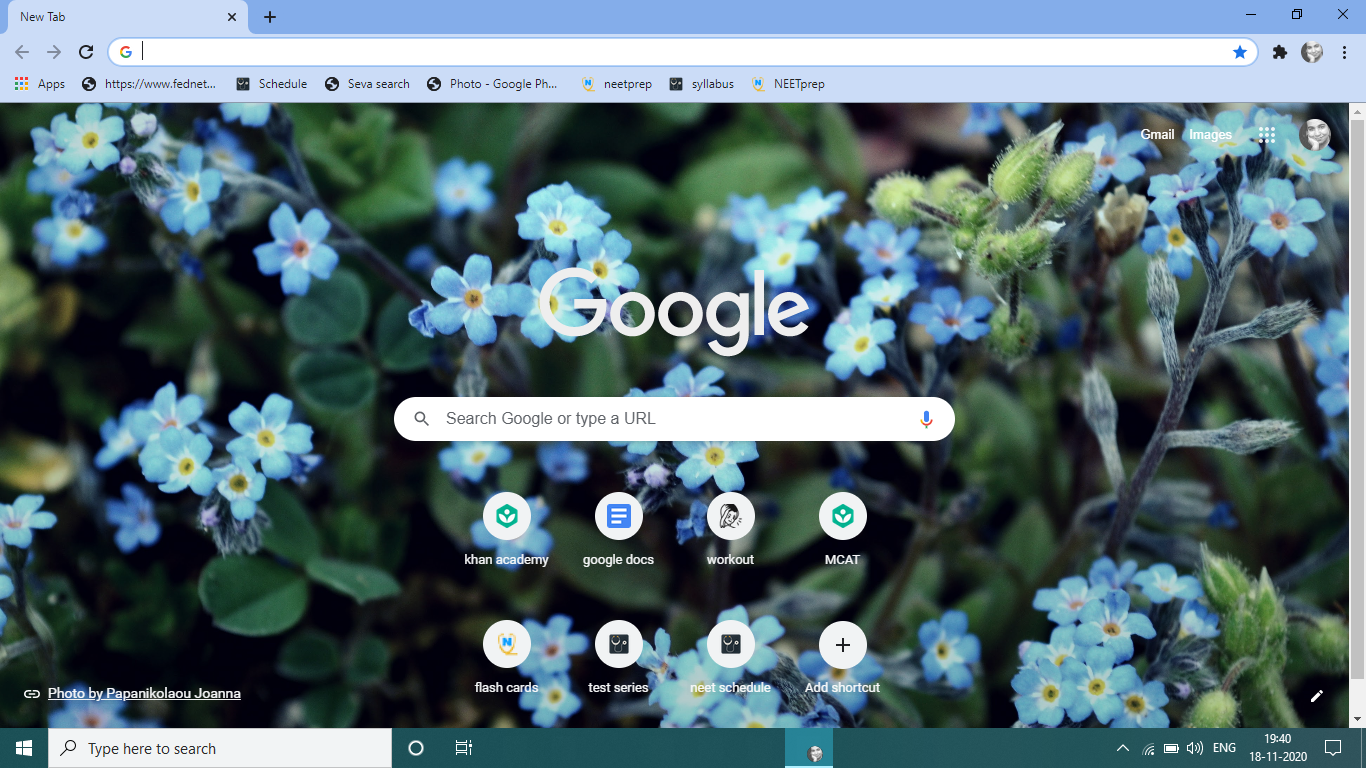 New Tab
Apps https://www.fednet... Schedule Seva search Photo - Google Ph... neetprep syllabus NEETprep
Gmail Images
Google
Search Google or type a URL
khan academy google docs workout MCAT
flash cards test series neet schedule Add shortcut
Photo by Papanikolaou Joanna
Type here to search
ENG
19:40
18-11-2020